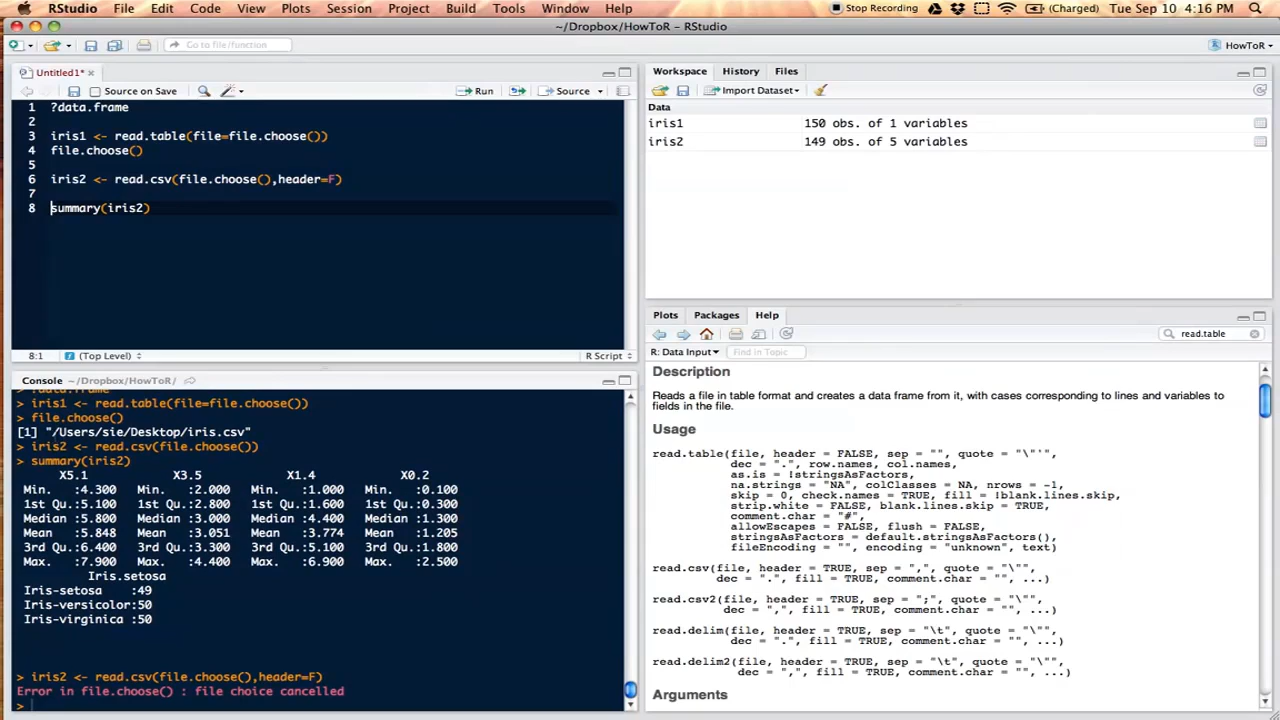 RStudio File Edit Code View Plots Session Project Build Tools Window Help Stop Recording (Charged) Tue Sep 10 4:16 PM
~/Dropbox/HowToR - RStudio
Go to file/function HowToR
Untitled1*
Source on Save Run Source
1 ?data.frame
2
3 iris1 <- read.table(file=file.choose())
4 file.choose()
5
6 iris2 <- read.csv(file.choose(),header=F)
7
8 summary(iris2)
8:1 (Top Level) R Script
Console ~/Dropbox/HowToR/
> ?data.frame
> iris1 <- read.table(file=file.choose())
> file.choose()
[1] "/Users/sie/Desktop/iris.csv"
> iris2 <- read.csv(file.choose())
> summary(iris2)
X5.1 X3.5 X1.4 X0.2
Min. :4.300 Min. :2.000 Min. :1.000 Min. :0.100
1st Qu.:5.100 1st Qu.:2.800 1st Qu.:1.600 1st Qu.:0.300
Median :5.800 Median :3.000 Median :4.400 Median :1.300
Mean :5.848 Mean :3.051 Mean :3.774 Mean :1.205
3rd Qu.:6.400 3rd Qu.:3.300 3rd Qu.:5.100 3rd Qu.:1.800
Max. :7.900 Max. :4.400 Max. :6.900 Max. :2.500
Iris.setosa
Iris-setosa :49
Iris-versicolor:50
Iris-virginica :50
> iris2 <- read.csv(file.choose(),header=F)
Error in file.choose() : file choice cancelled
>
Workspace History Files
Import Dataset
Data
iris1 150 obs. of 1 variables
iris2 149 obs. of 5 variables
Plots Packages Help
read.table
R: Data Input Find in Topic
Description
Reads a file in table format and creates a data frame from it, with cases corresponding to lines and variables to
fields in the file.
Usage
read.table(file, header = FALSE, sep = "", quote = "\"'",
dec = ".", row.names, col.names,
as.is = !stringsAsFactors,
na.strings = "NA", colClasses = NA, nrows = -1,
skip = 0, check.names = TRUE, fill = !blank.lines.skip,
strip.white = FALSE, blank.lines.skip = TRUE,
comment.char = "#",
allowEscapes = FALSE, flush = FALSE,
stringsAsFactors = default.stringsAsFactors(),
fileEncoding = "", encoding = "unknown", text)
read.csv(file, header = TRUE, sep = ",", quote = "\"",
dec = ".", fill = TRUE, comment.char = "", ...)
read.csv2(file, header = TRUE, sep = ";", quote = "\"",
dec = ",", fill = TRUE, comment.char = "", ...)
read.delim(file, header = TRUE, sep = "\t", quote = "\"",
dec = ".", fill = TRUE, comment.char = "", ...)
read.delim2(file, header = TRUE, sep = "\t", quote = "\"",
dec = ",", fill = TRUE, comment.char = "", ...)
Arguments